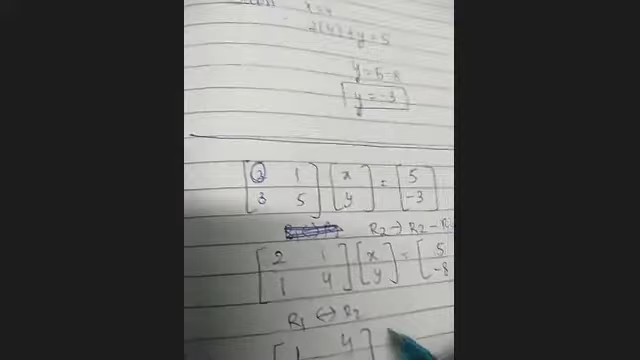 x=4
2(4)+y=5
y=5-8
y=-3
[2 1] [x] = [5]
[3 5] [y] [-3]
R2→R2-R
[2 1] [x] = [5
[1 4] [y] [-8
R1↔R2
[1 4]